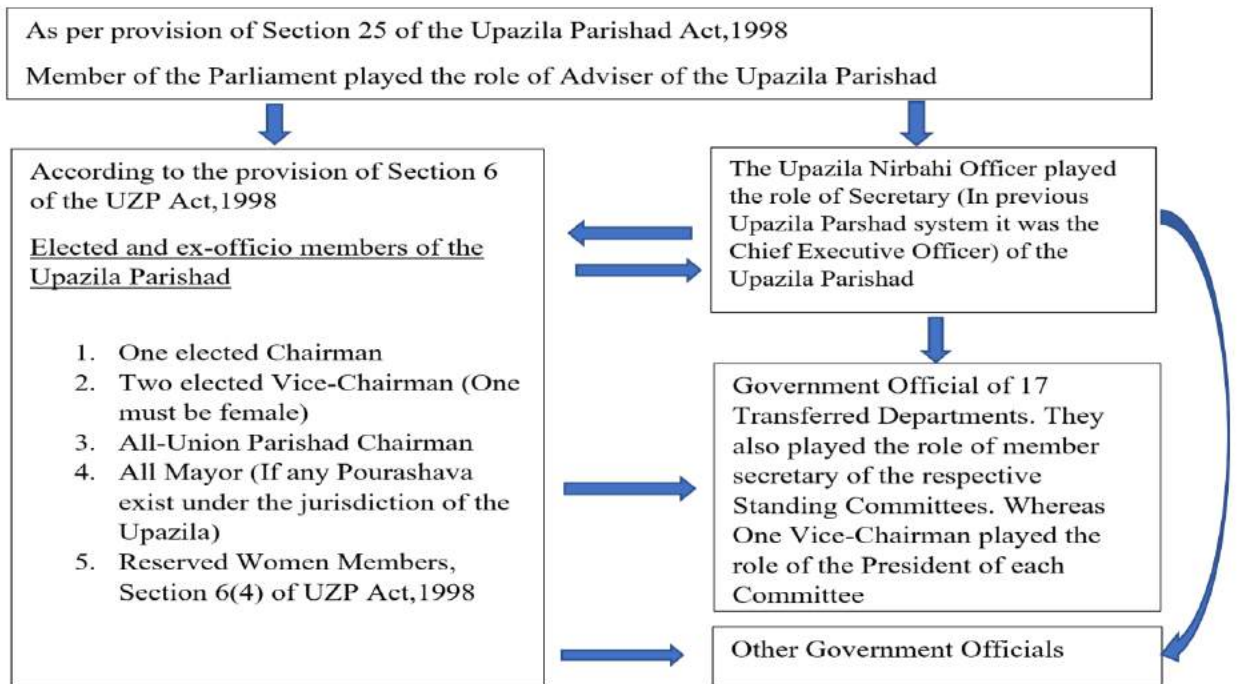 As per provision of Section 25 of the Upazila Parishad Act,1998
Member of the Parliament played the role of Adviser of the Upazila Parishad
According to the provision of Section 6
of the UZP Act,1998
Elected and ex-officio members of the
Upazila Parishad
1. One elected Chairman
2. Two elected Vice-Chairman (One
must be female)
3. All-Union Parishad Chairman
4. All Mayor (If any Pourashava
exist under the jurisdiction of the
Upazila)
5. Reserved Women Members,
Section 6(4) of UZP Act,1998
The Upazila Nirbahi Officer played
the role of Secretary (In previous
Upazila Parshad system it was the
Chief Executive Officer) of the
Upazila Parishad
Government Official of 17
Transferred Departments. They
also played the role of member
secretary of the respective
Standing Committees. Whereas
One Vice-Chairman played the
role of the President of each
Committee
Other Government Officials